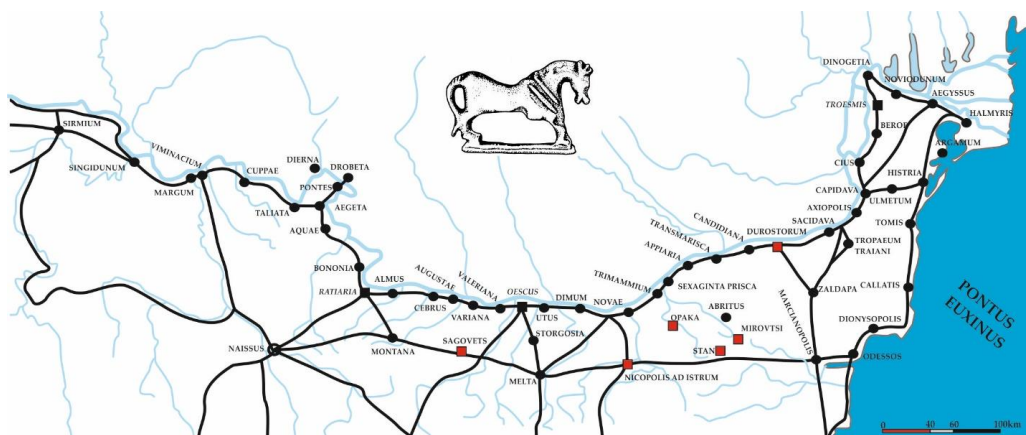 DINOGETIA
NOVIODUNUM
AEGYSSUS
TROESMIS
HALMYRIS
SIRMIUM
BEROE
ARGAMUM
VIMINACIUM
DIERNA
DROBETA
SINGIDUNUM
CUPPAE
CIUS
MARGUM
PONTES
HISTRIA
CAPIDAVA
ULMETUM
TALIATA
AEGETA
AXIOPOLIS
CANDIDIANA
SACIDAVA
TOMIS
AQUAE
TRANSMARISCA
DUROSTORUM
APPIARIA
TROPAEUM
TRAIANI
BONONIA
ALMUS
AUGUSTAE
VALERIANA
TRIMAMMIUM
SEXAGINTA PRISCA
ZALDAPA
CALLATIS
RATIARIA
OESCUS
DIMUM
NOVAE
CEBRUS
VARIANA
UTUS
ABRITUS
OPAKA
MARCIANOPOLIS
DIONYSOPOLIS
PONTUS
EUXINUS
STORGOSIA
MIROVTSI
NAISSUS
MONTANA
SAGOVETS
STAN
ODESSOS
MELTA
NICOPOLIS AD ISTRUM
0 40 60 100km